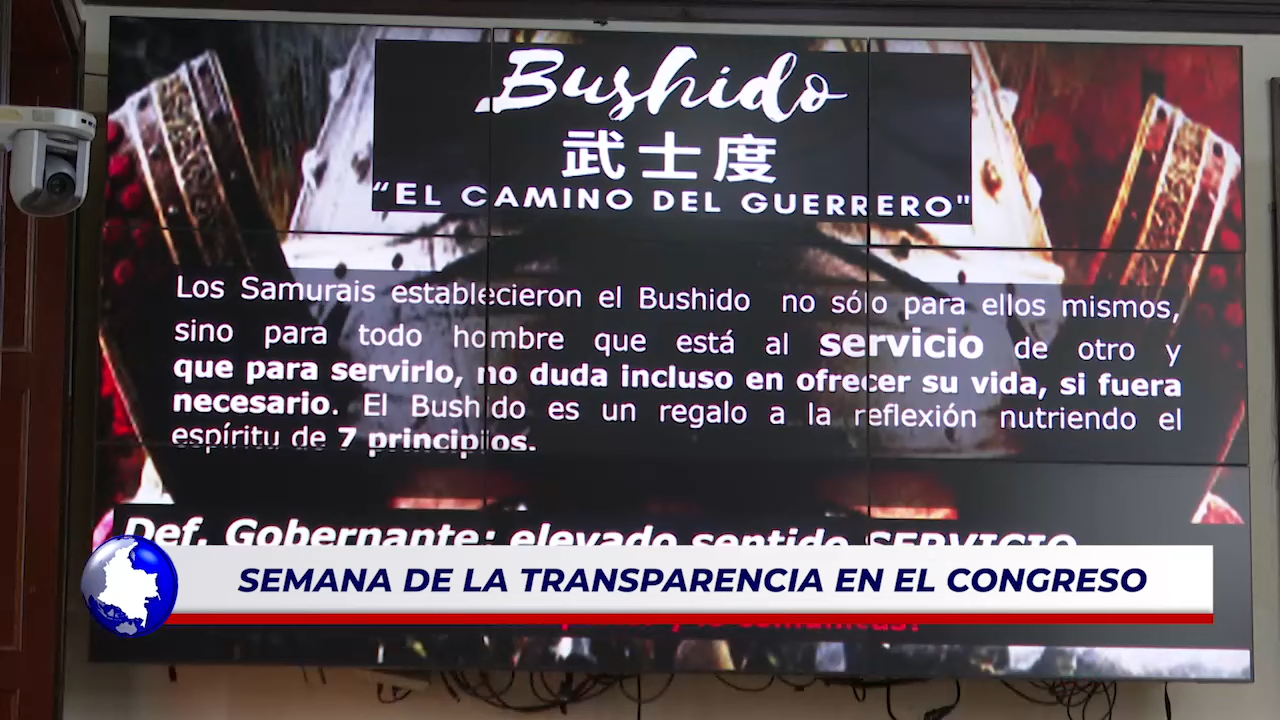 Bushido
武士度
“EL CAMINO DEL GUERRERO"
Los Samurais establecieron el Bushido no sólo para ellos mismos,
sino para todo hombre que está al servicio de otro y
que para servirlo, no duda incluso en ofrecer su vida, si fuera
necesario. El Bushido es un regalo a la reflexión nutriendo el
espíritu de 7 principios.
Def. Gobernante: elevado sentido SERVICIO
SEMANA DE LA TRANSPARENCIA EN EL CONGRESO